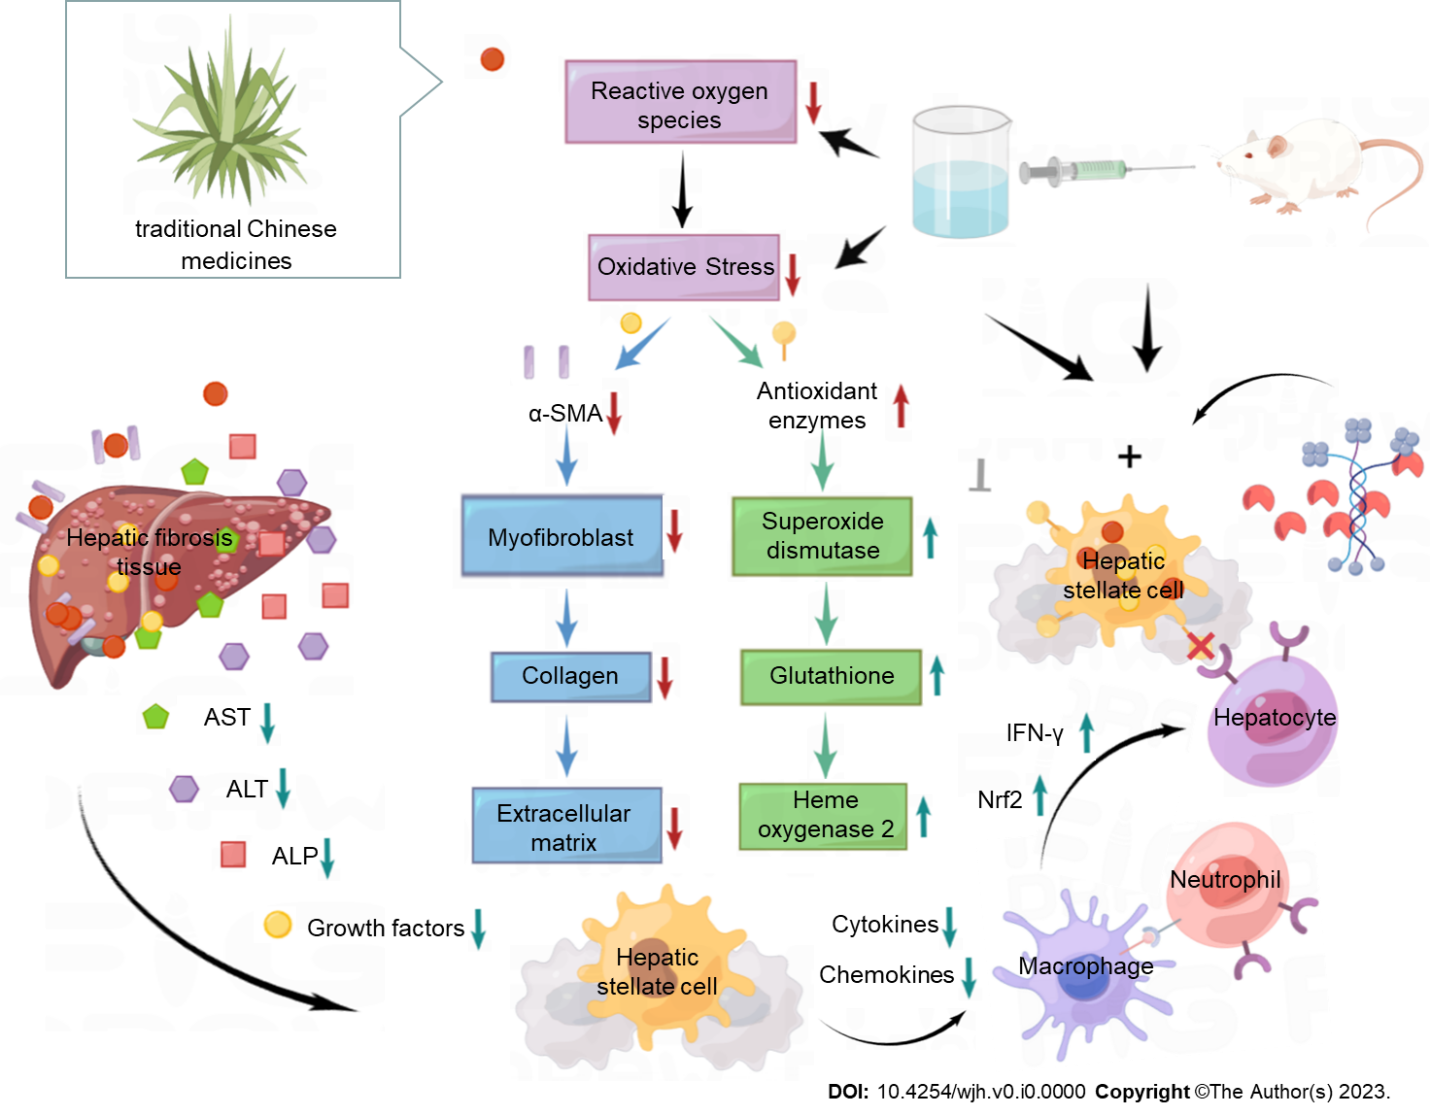 traditional Chinese
medicines
Reactive oxygen
species
Oxidative Stress
α-SMA
Antioxidant
enzymes
Myofibroblast
Superoxide
dismutase
Collagen
Glutathione
Extracellular
matrix
Heme
oxygenase 2
Hepatic fibrosis
tissue
AST
ALT
ALP
Growth factors
Hepatic
stellate cell
Cytokines
Chemokines
+
Hepatic
stellate cell
Hepatocyte
IFN-γ
Nrf2
Neutrophil
Macrophage
DOI: 10.4254/wjh.v0.i0.0000 Copyright ©The Author(s) 2023.